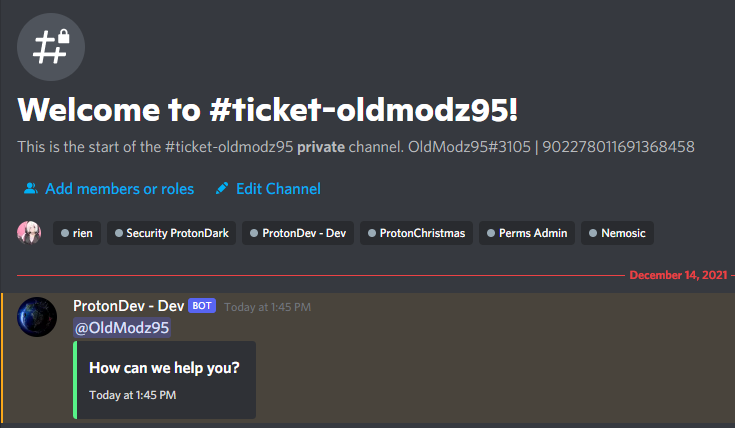 Welcome to #ticket-oldmodz95!
This is the start of the #ticket-oldmodz95 private channel. OldModz95#3105 | 902278011691368458
Add members or roles Edit Channel
rien Security ProtonDark ProtonDev - Dev ProtonChristmas Perms Admin Nemosic
December 14, 2021
ProtonDev - Dev BOT Today at 1:45 PM
@OldModz95
How can we help you?
Today at 1:45 PM